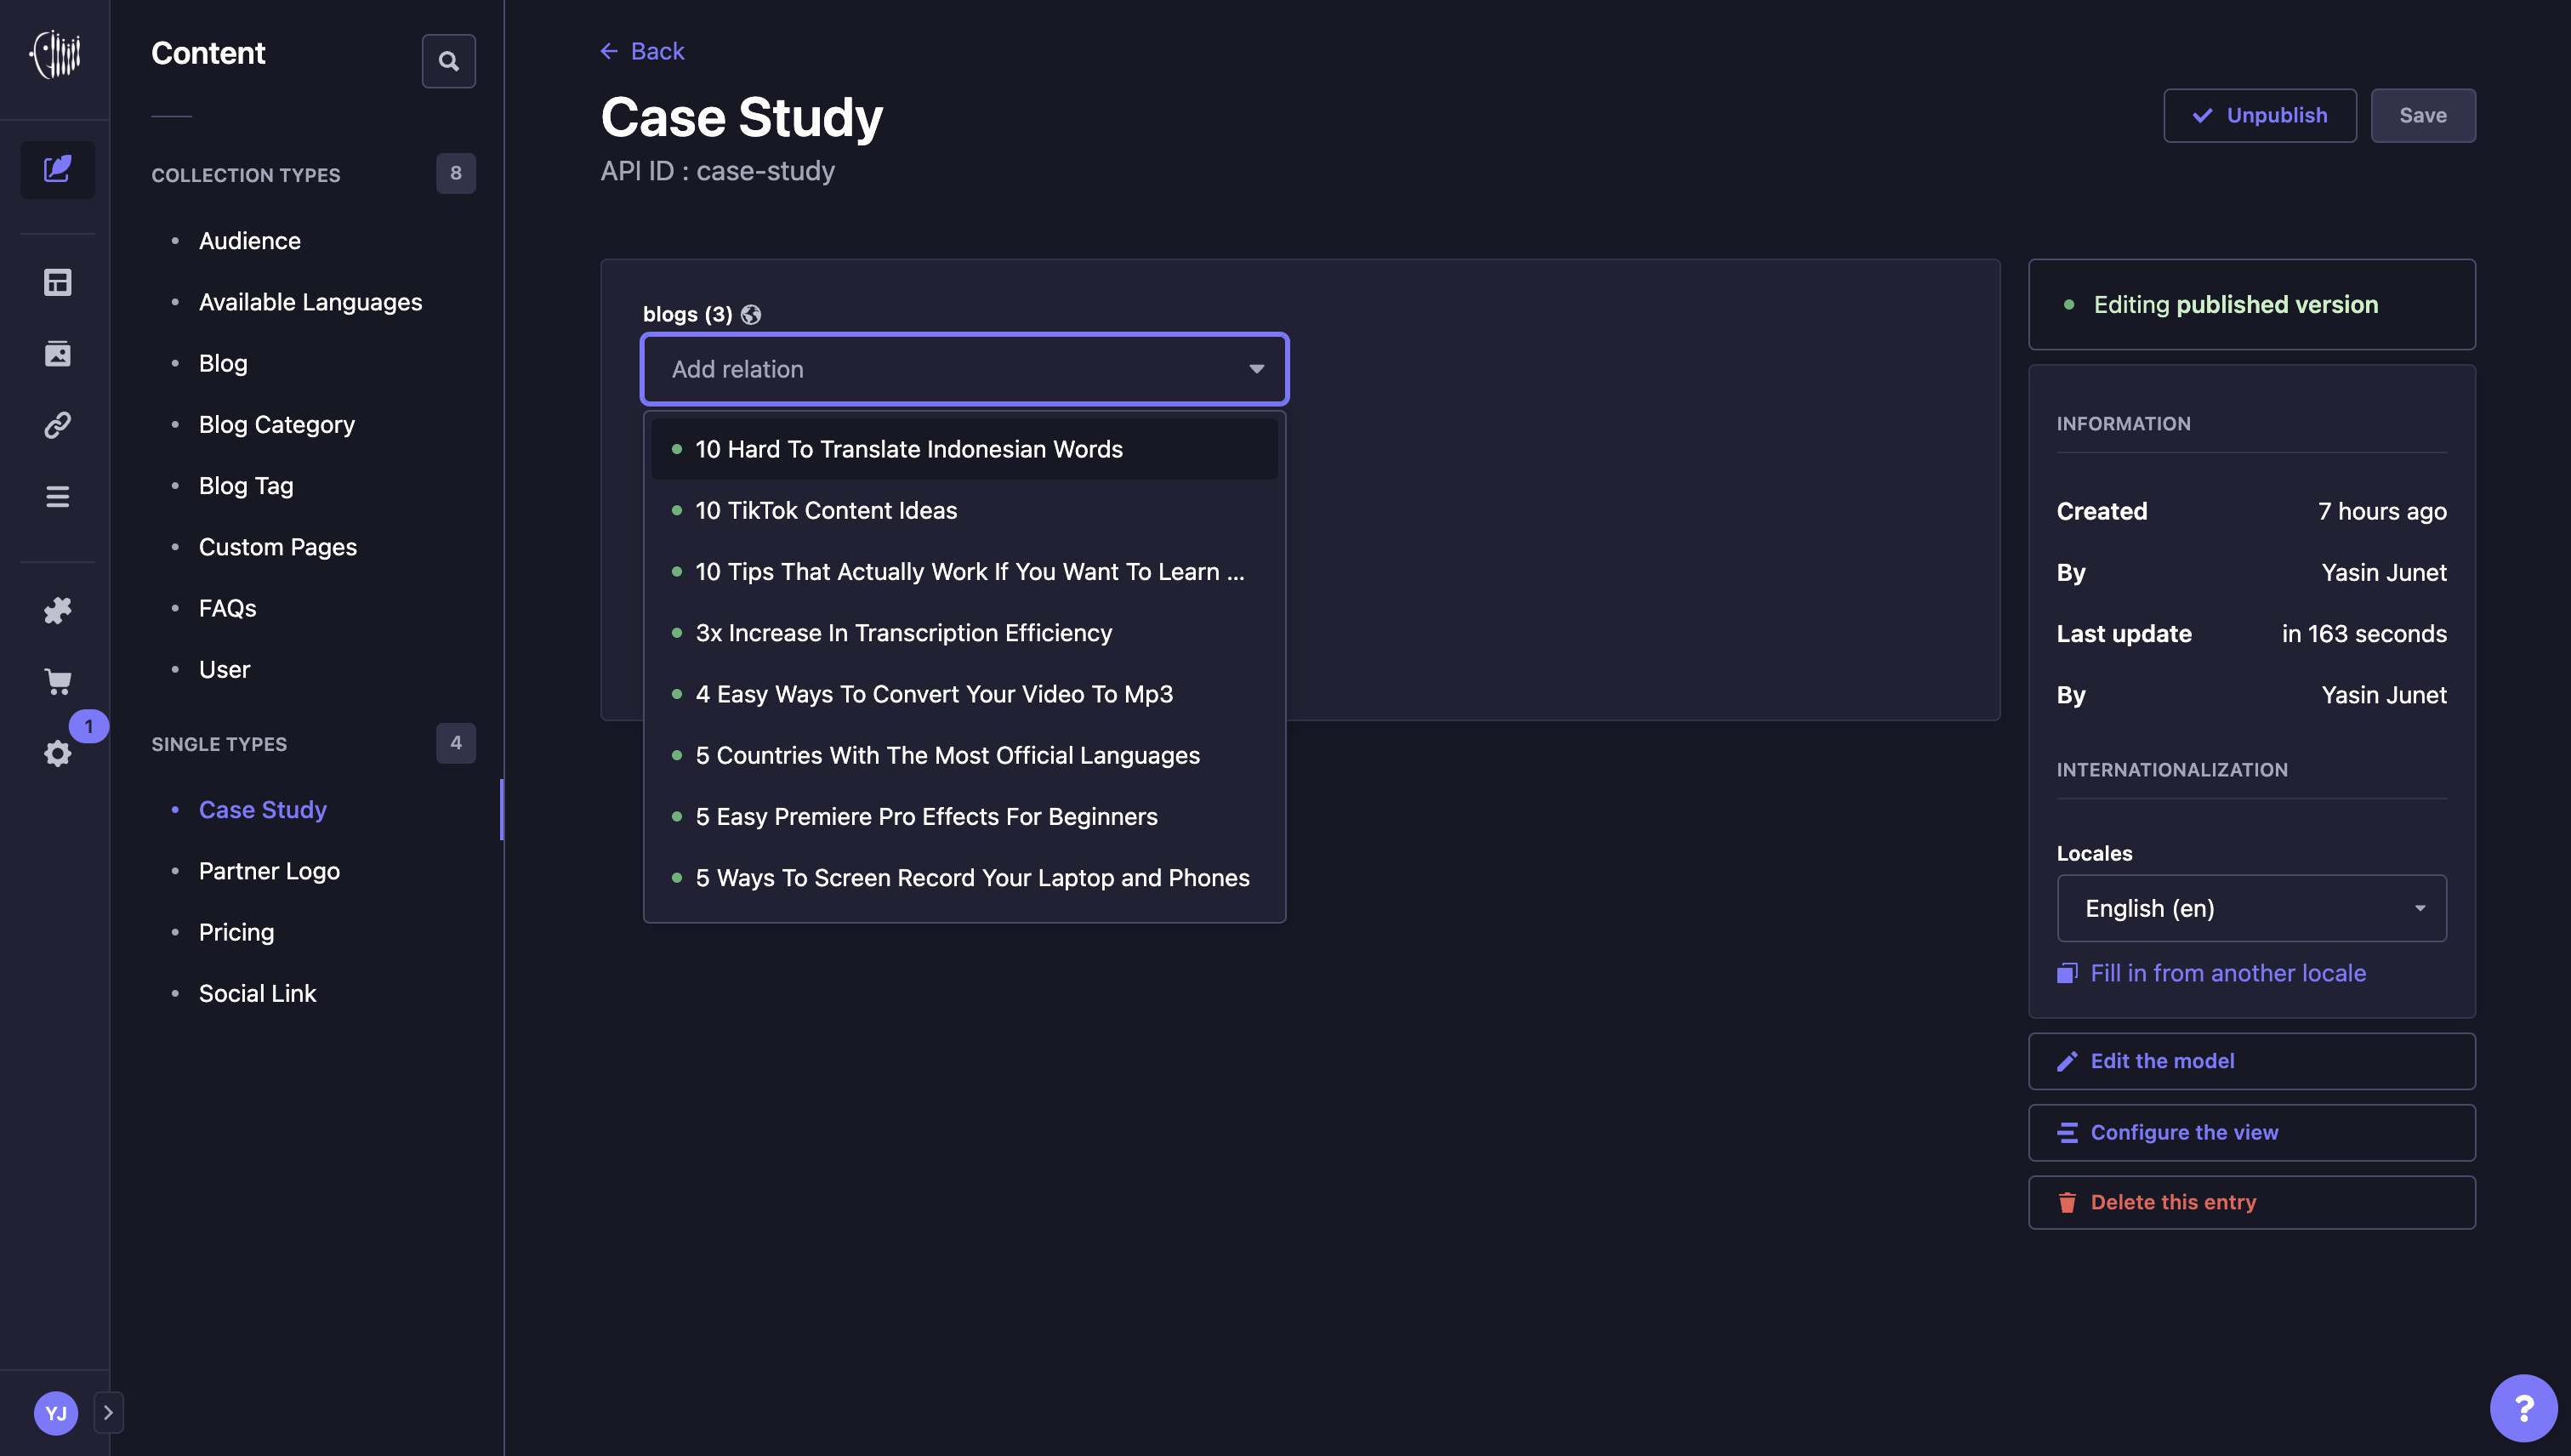 Content
COLLECTION TYPES
8
Audience
Available Languages
Blog
Blog Category
Blog Tag
Custom Pages
FAQs
User
SINGLE TYPES
4
Case Study
Partner Logo
Pricing
Social Link
1
YJ
Back
Case Study
API ID : case-study
Unpublish
Save
blogs (3)
Add relation
10 Hard To Translate Indonesian Words
10 TikTok Content Ideas
10 Tips That Actually Work If You Want To Learn ...
3x Increase In Transcription Efficiency
4 Easy Ways To Convert Your Video To Mp3
5 Countries With The Most Official Languages
5 Easy Premiere Pro Effects For Beginners
5 Ways To Screen Record Your Laptop and Phones
Editing published version
INFORMATION
Created 7 hours ago
By Yasin Junet
Last update in 163 seconds
By Yasin Junet
INTERNATIONALIZATION
Locales
English (en)
Fill in from another locale
Edit the model
Configure the view
Delete this entry
?